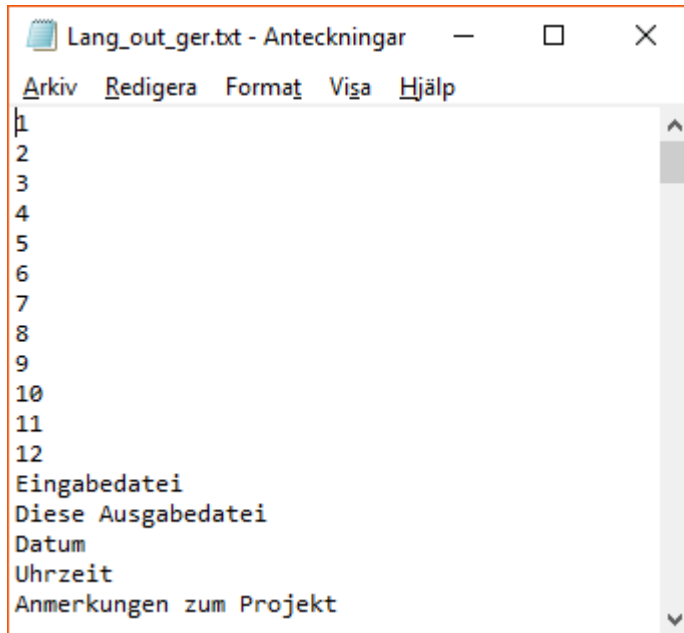 Lang_out_ger.txt - Anteckningar
Arkiv Redigera Format Visa Hjälp
1
2
3
4
5
6
7
8
9
10
11
12
Eingabedatei
Diese Ausgabedatei
Datum
Uhrzeit
Anmerkungen zum Projekt